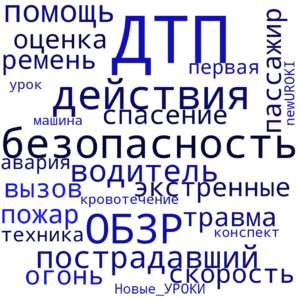 помощь
ДТП
оценка
ремень
первая
пассажир
newUROKI
урок
действия
машина
спасение
безопасность
авария
водитель
вызов
экстренные
кровотечение
пожар
ОБЗР
травма
техника
конспект
пострадавший
огонь
скорость
Новые_УРОКИ